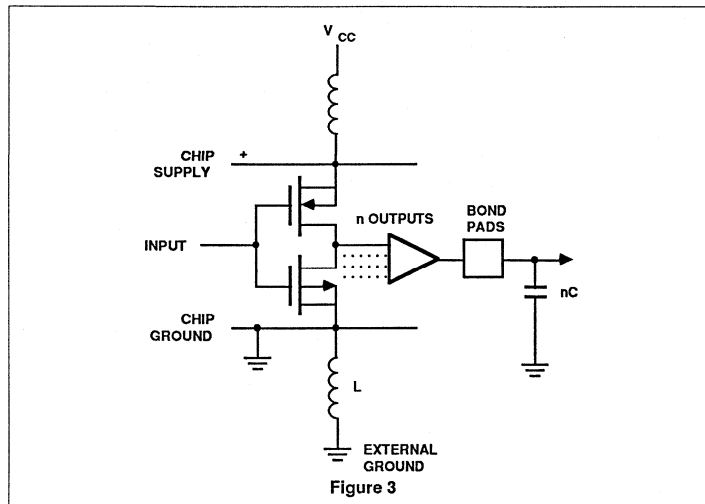 V CC
CHIP
SUPPLY
+
n OUTPUTS
BOND
PADS
INPUT
nC
CHIP
GROUND
L
EXTERNAL
GROUND
Figure 3